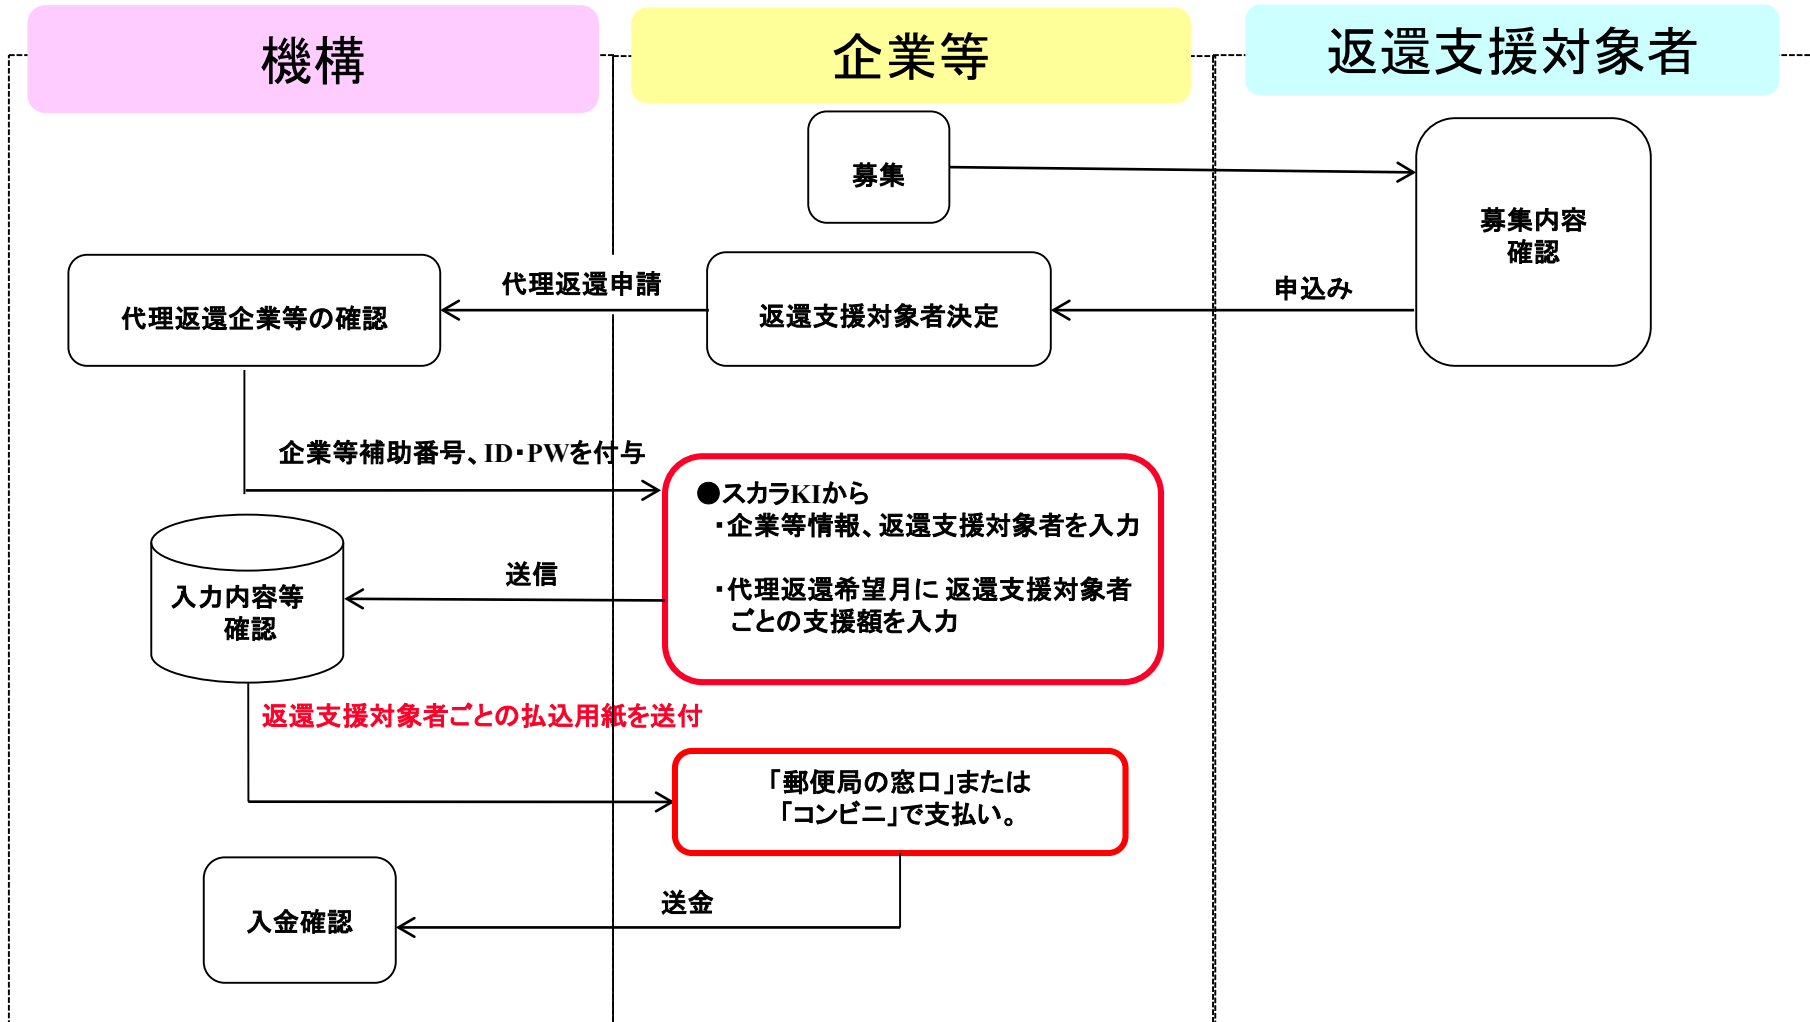 機構
企業等
返還支援対象者
募集
募集内容
確認
代理返還申請
申込み
代理返還企業等の確認
返還支援対象者決定
企業等補助番号、ID・PWを付与
●スカラKIから
・企業等情報、返還支援対象者を入力
・代理返還希望月に 返還支援対象者
ごとの支援額を入力
送信
入力内容等
確認
返還支援対象者ごとの払込用紙を送付
「郵便局の窓口」または
「コンビニ」で支払い。
送金
入金確認